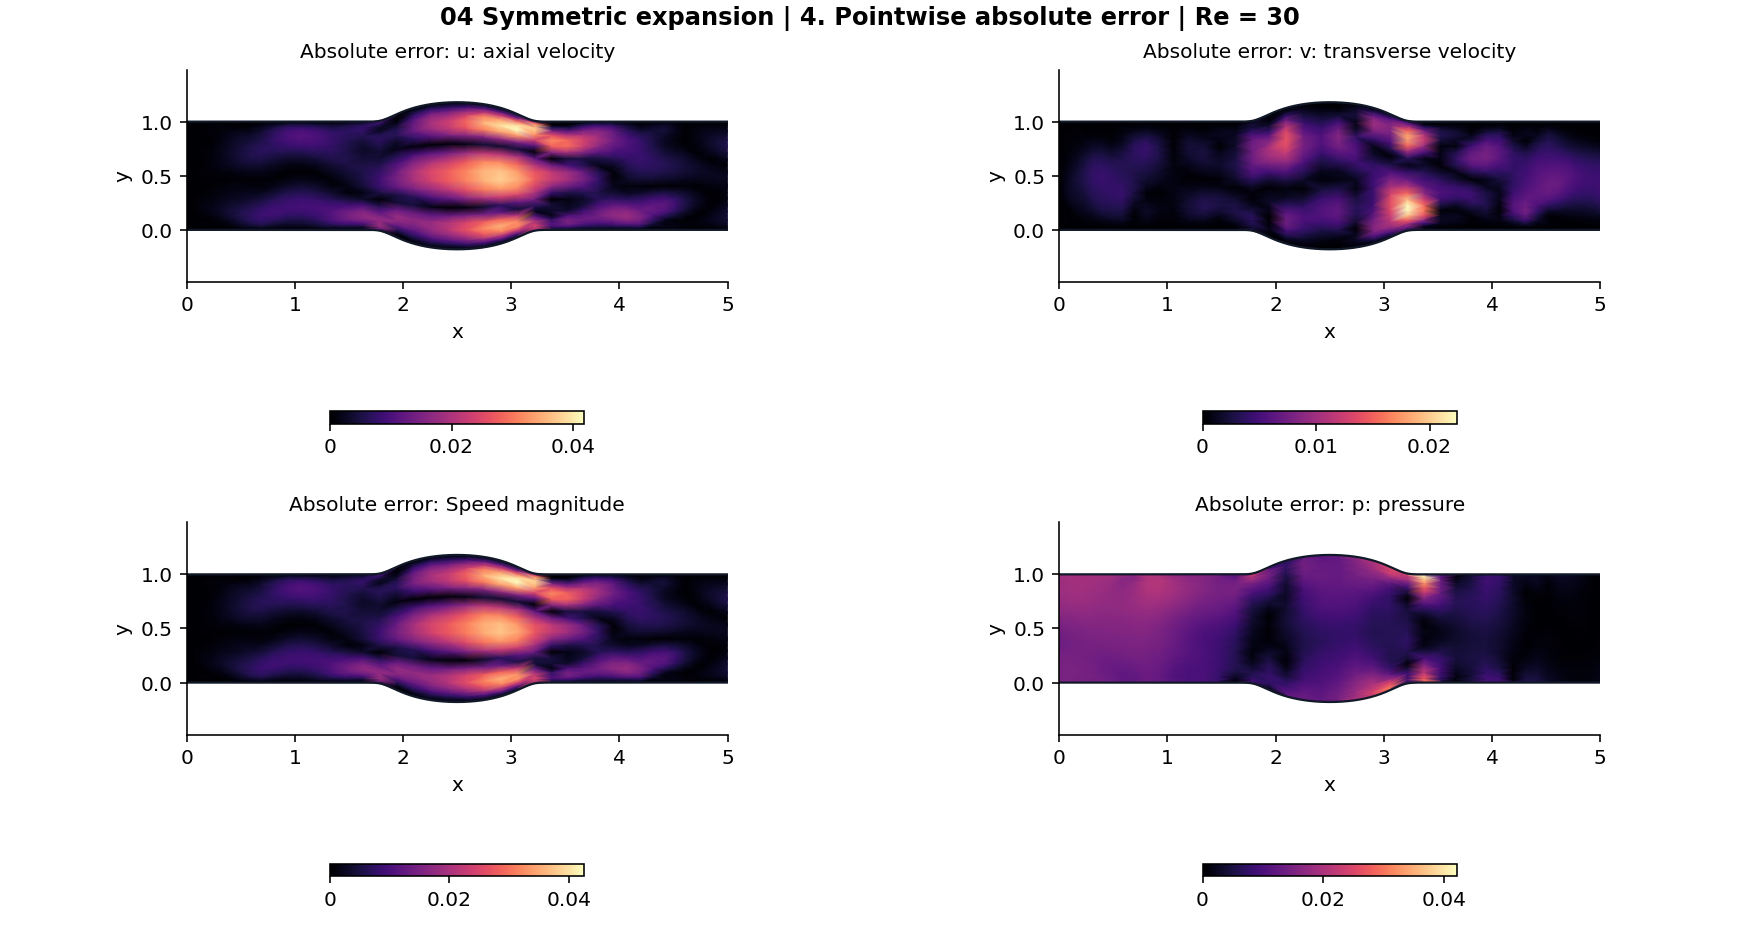 04 Symmetric expansion | 4. Pointwise absolute error | Re = 30
Absolute error: u: axial velocity
y
1.0
0.5
0.0
0 1 2 3 4 5
x
0 0.02 0.04
Absolute error: v: transverse velocity
y
1.0
0.5
0.0
0 1 2 3 4 5
x
0 0.01 0.02
Absolute error: Speed magnitude
y
1.0
0.5
0.0
0 1 2 3 4 5
x
0 0.02 0.04
Absolute error: p: pressure
y
1.0
0.5
0.0
0 1 2 3 4 5
x
0 0.02 0.04